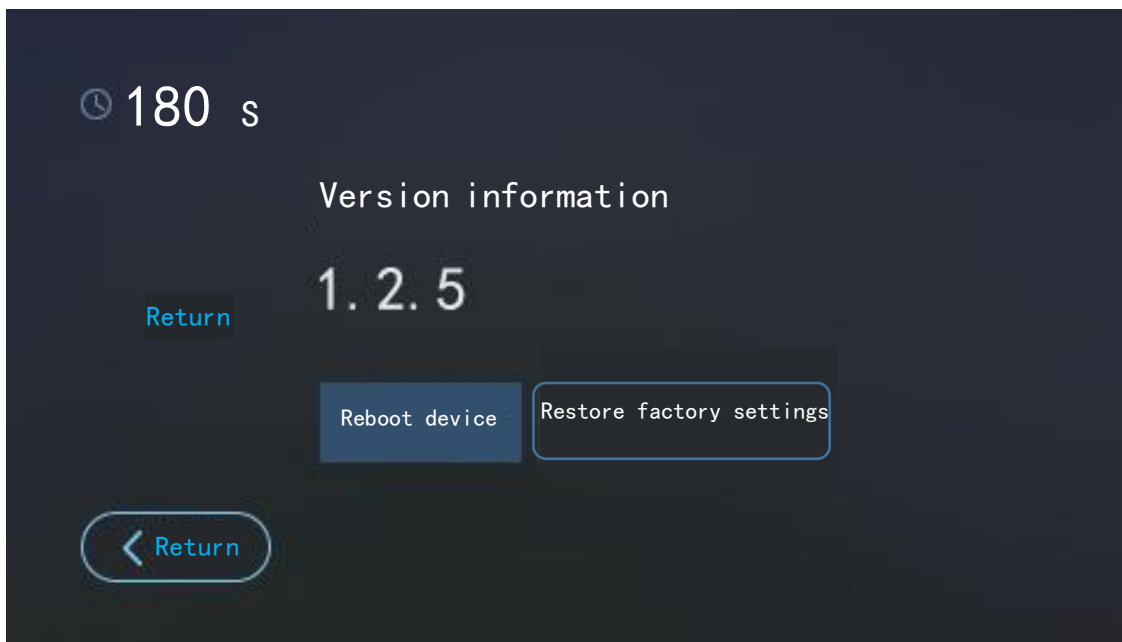 180 s
Version information
1.2.5
Return
Reboot device
Restore factory settings
Return